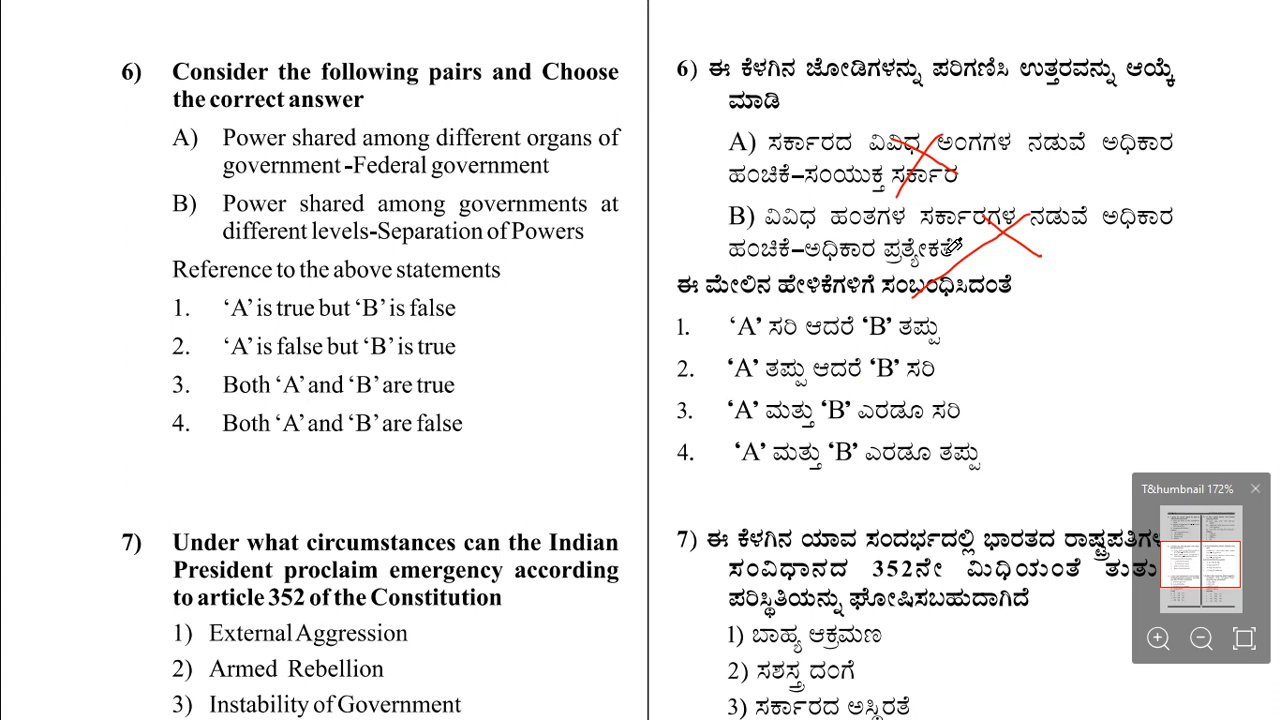 6) Consider the following pairs and Choose
the correct answer
A) Power shared among different organs of
government -Federal government
B) Power shared among governments at
different levels-Separation of Powers
Reference to the above statements
1. ‘A’ is true but ‘B’ is false
2. ‘A’ is false but ‘B’ is true
3. Both ‘A’ and ‘B’ are true
4. Both ‘A’ and ‘B’ are false
7) Under what circumstances can the Indian
President proclaim emergency according
to article 352 of the Constitution
1) External Aggression
2) Armed Rebellion
3) Instability of Government
6) ಈ ಕೆಳಗಿನ ಜೋಡಿಗಳನ್ನು ಪರಿಗಣಿಸಿ ಉತ್ತರವನ್ನು ಆಯ್ಕೆ
ಮಾಡಿ
A) ಸರ್ಕಾರದ ವಿವಿಧ ಅಂಗಗಳ ನಡುವೆ ಅಧಿಕಾರ
ಹಂಚಿಕೆ–ಸಂಯುಕ್ತ ಸರ್ಕಾರ
B) ವಿವಿಧ ಹಂತಗಳ ಸರ್ಕಾರಗಳ ನಡುವೆ ಅಧಿಕಾರ
ಹಂಚಿಕೆ–ಅಧಿಕಾರ ಪ್ರತ್ಯೇಕತೆ
ಈ ಮೇಲಿನ ಹೇಳಿಕೆಗಳಿಗೆ ಸಂಬಂಧಿಸಿದಂತೆ
1. ‘A’ ಸರಿ ಆದರೆ ‘B’ ತಪ್ಪು
2. ‘A’ ತಪ್ಪು ಆದರೆ ‘B’ ಸರಿ
3. ‘A’ ಮತ್ತು ‘B’ ಎರಡೂ ಸರಿ
4. ‘A’ ಮತ್ತು ‘B’ ಎರಡೂ ತಪ್ಪು
7) ಈ ಕೆಳಗಿನ ಯಾವ ಸಂದರ್ಭದಲ್ಲಿ ಭಾರತದ ರಾಷ್ಟ್ರಪತಿಗಳ
ಸಂವಿಧಾನದ 352ನೇ ಮಿಧಿಯಂತೆ ತುರ್ತು
ಪರಿಸ್ಥಿತಿಯನ್ನು ಘೋಷಿಸಬಹುದಾಗಿದೆ
1) ಬಾಹ್ಯ ಆಕ್ರಮಣ
2) ಸಶಸ್ತ್ರ ದಂಗೆ
3) ಸರ್ಕಾರದ ಅಸ್ಥಿರತೆ
T&humbnail 172%